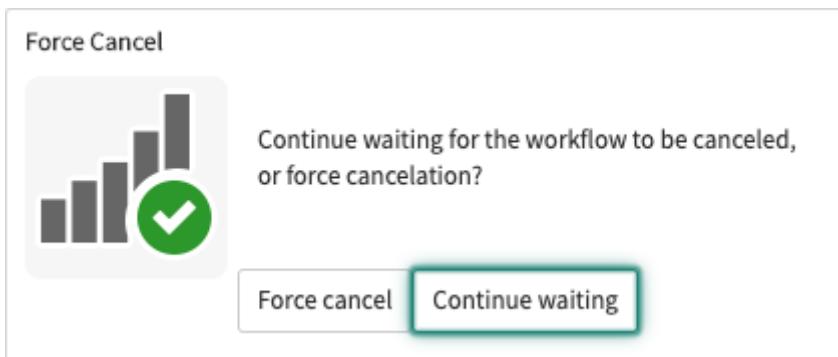 Force Cancel
Continue waiting for the workflow to be canceled,
or force cancelation?
Force cancel
Continue waiting